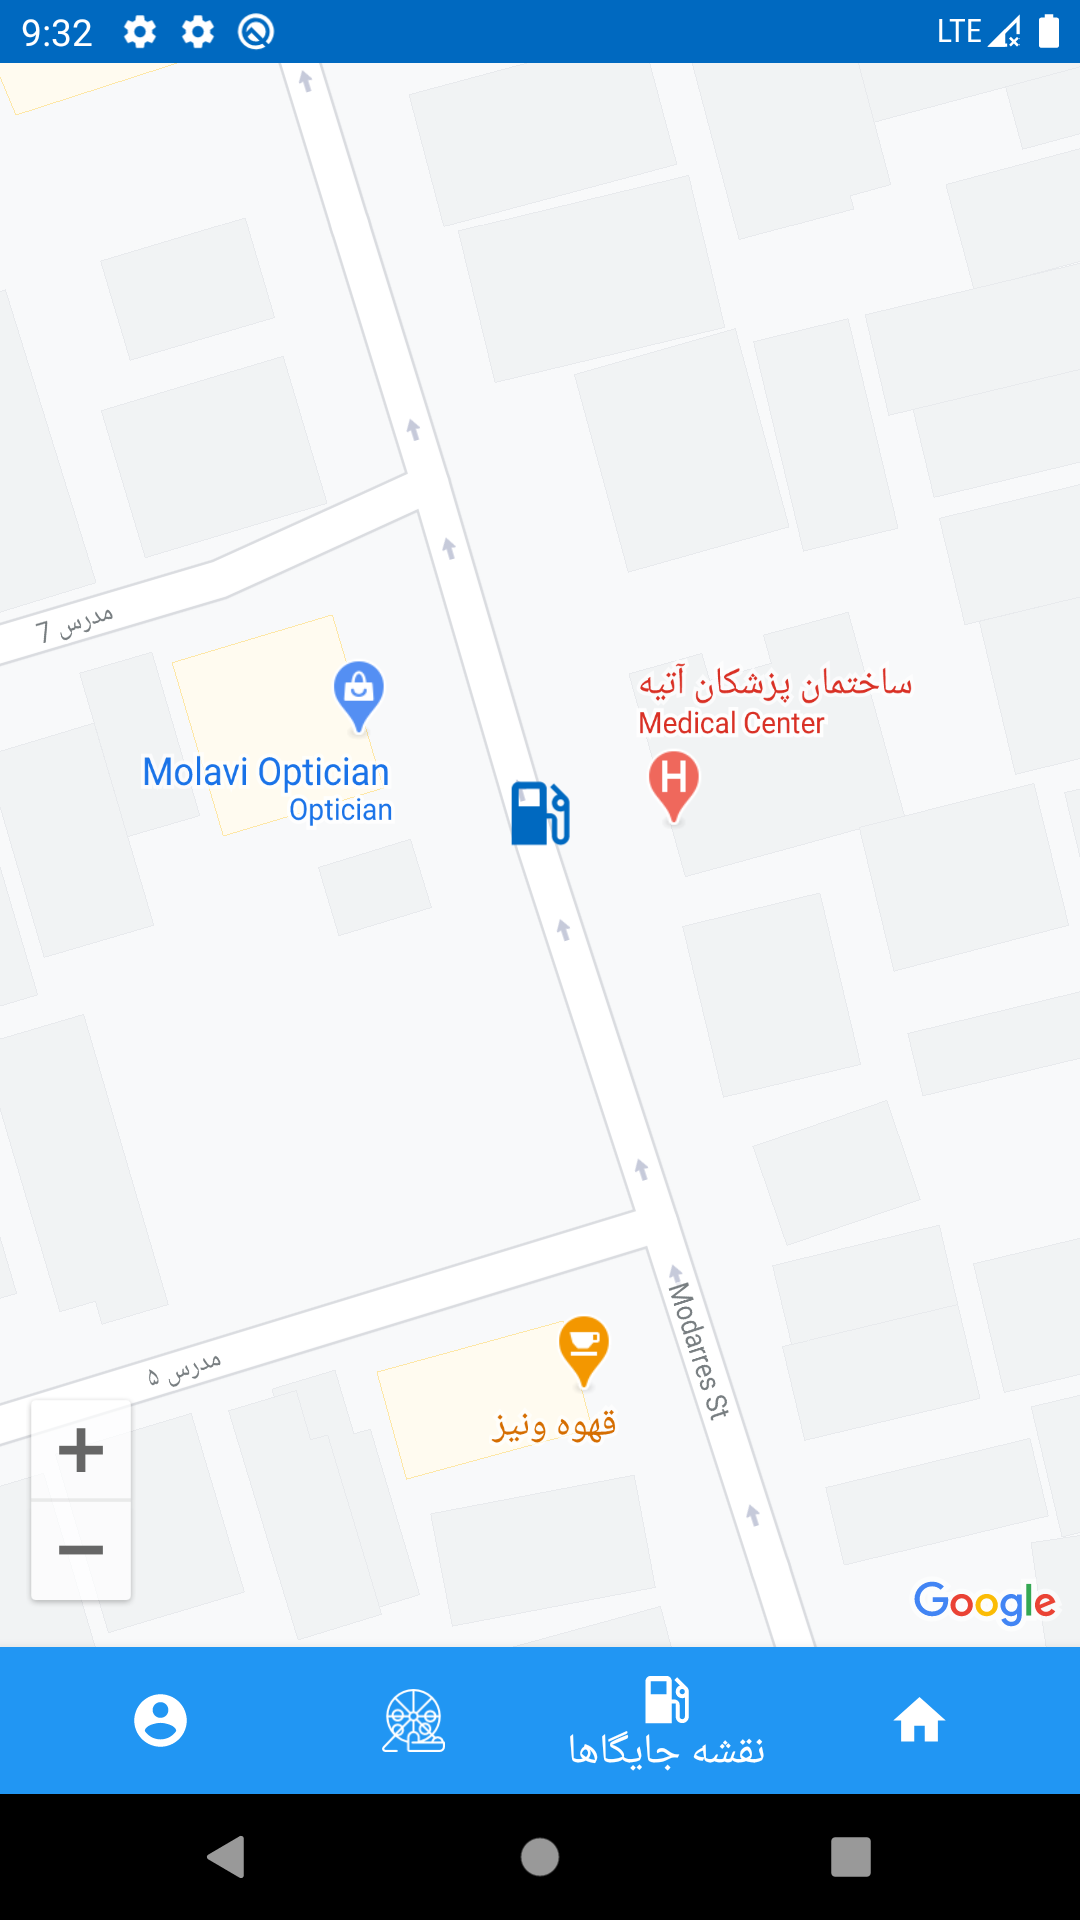 9:32
LTE
مدرس 7
ساختمان پزشکان آتیه
Medical Center
Molavi Optician
Optician
Modarres St
مدرس ۵
قهوه ونیز
+
−
Google
نقشه جایگاها